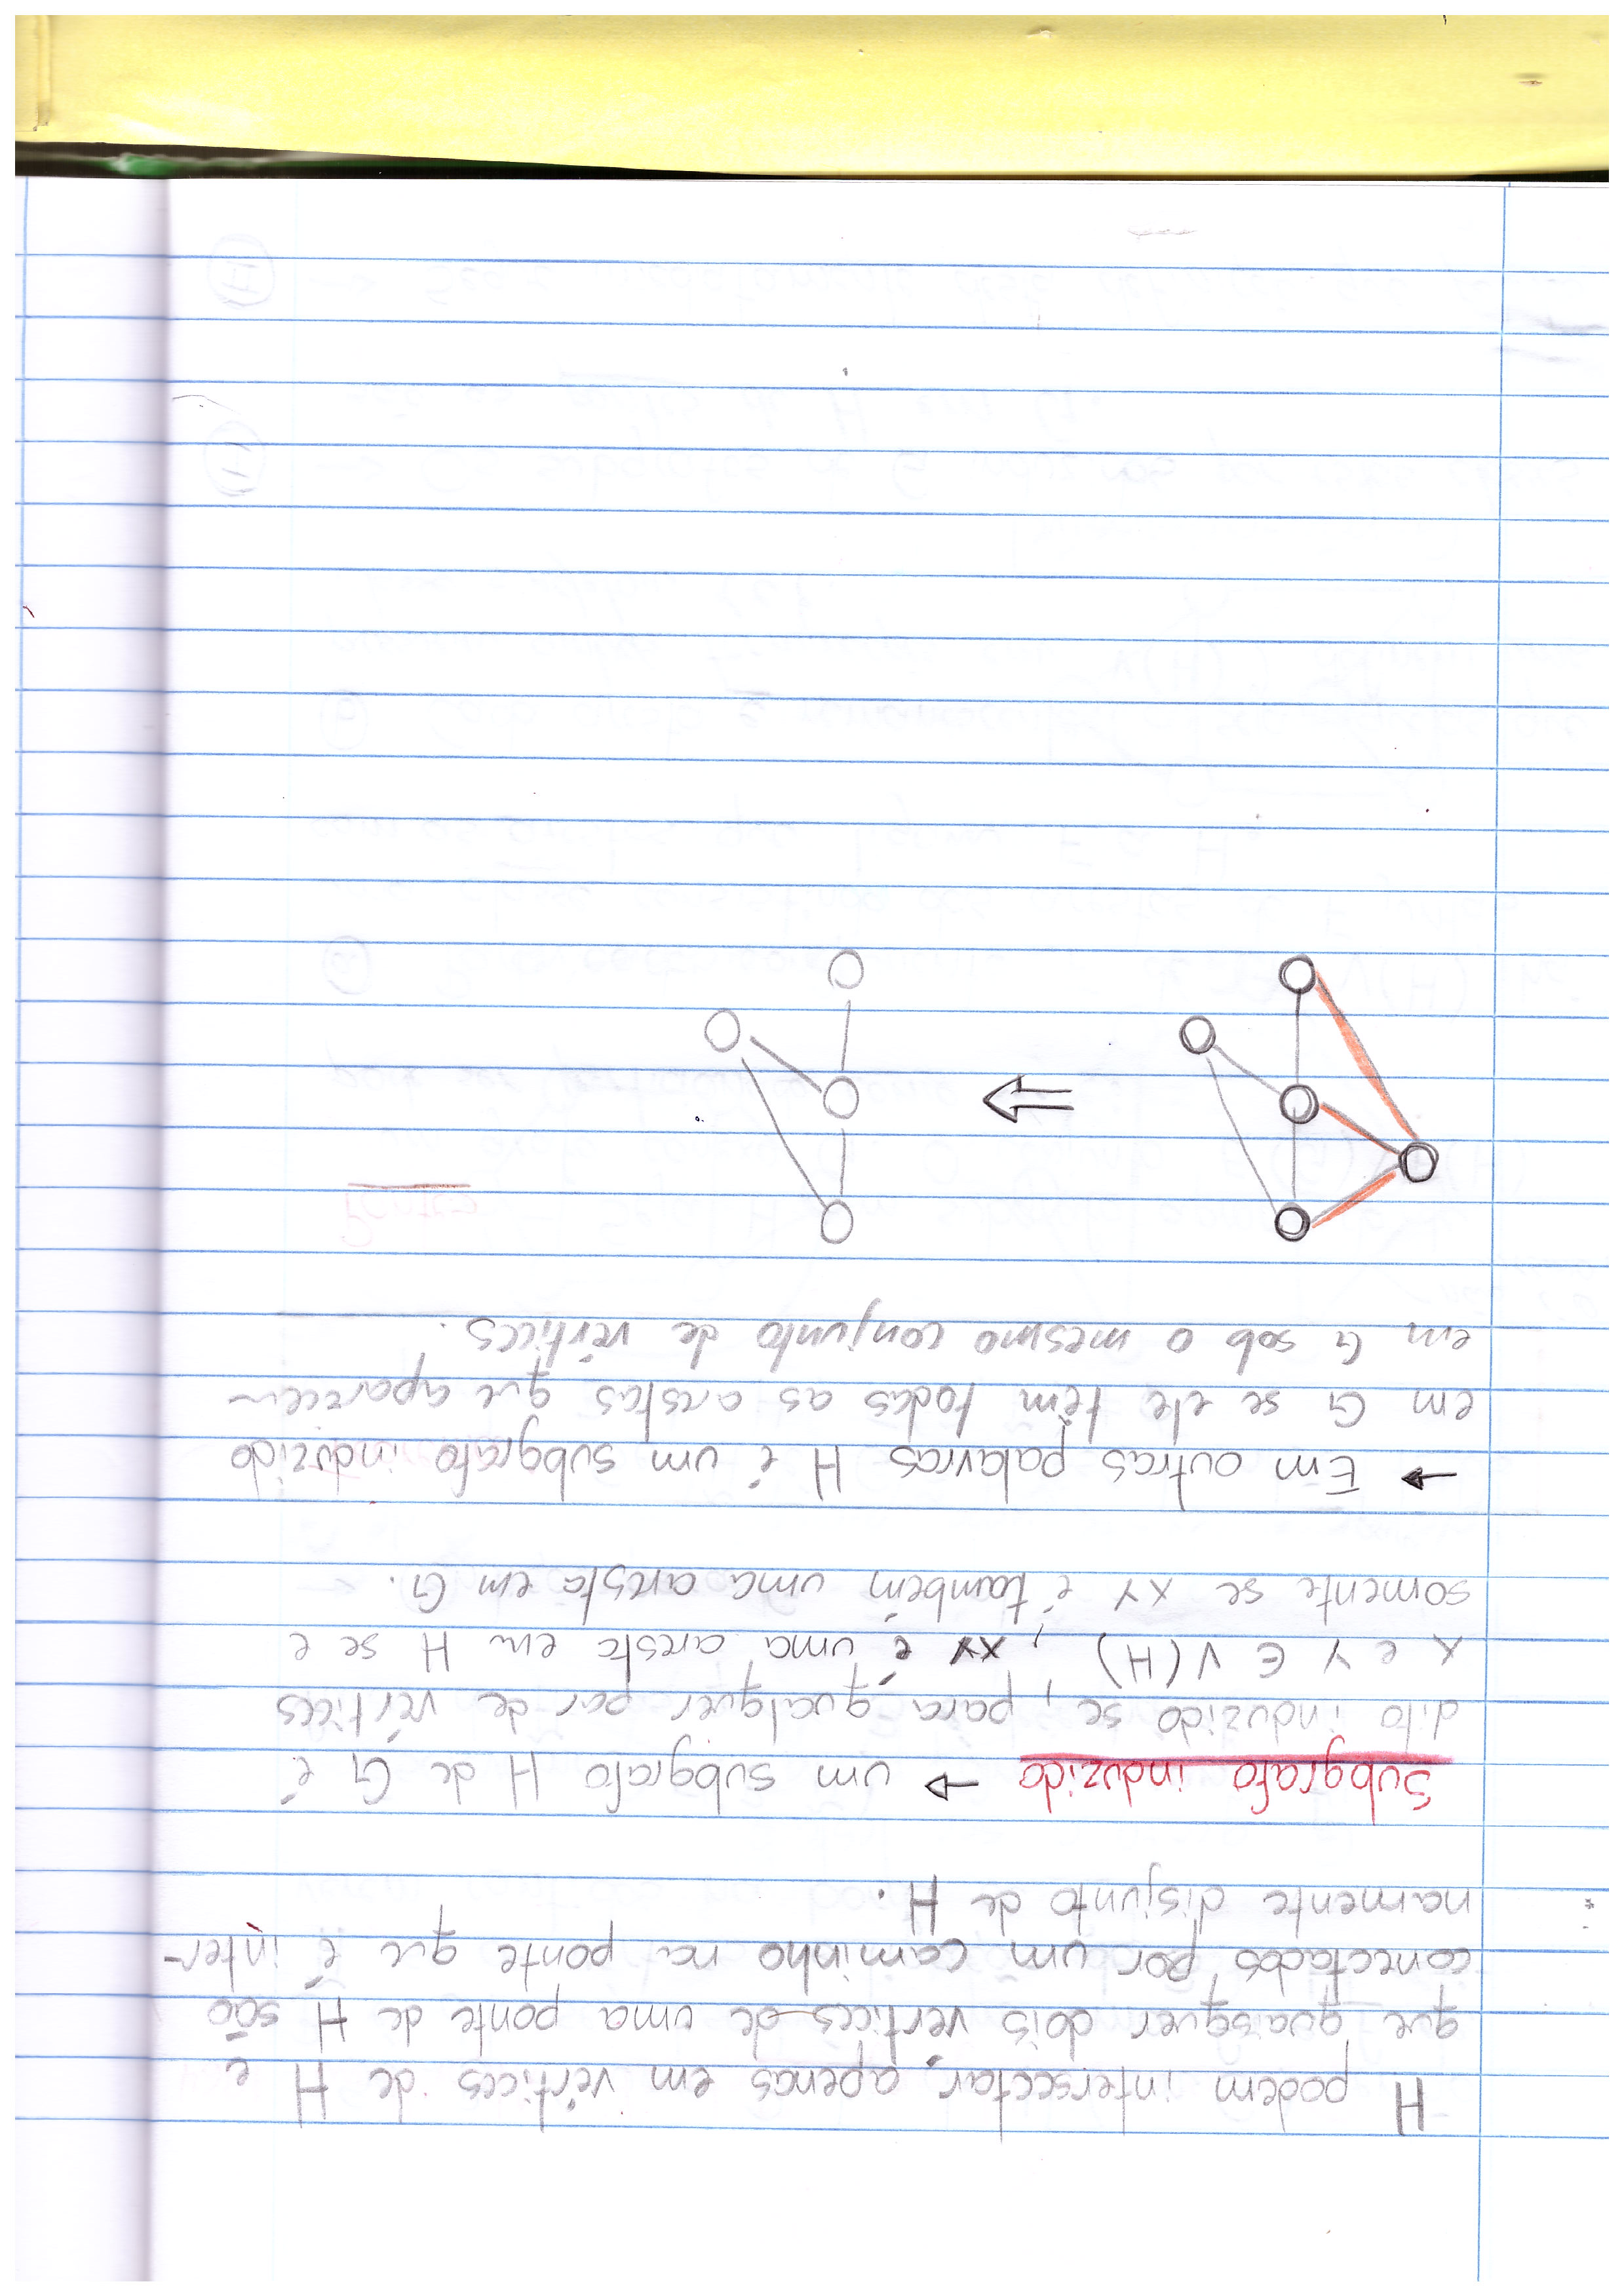 H podem intersectar apenas em vértices de H e
que quaisquer dois vértices de uma ponte de H são
conectados por um caminho na ponte que é inter-
namente disjunto de H.
Subgrafo induzido → um subgrafo H de G é
dito induzido se, para qualquer par de vértices
x e y ∈ V(H), xy é uma aresta em H se e
somente se xy é também uma aresta em G.
→ Em outras palavras H é um subgrafo induzido
em G se ele têm todas as arestas que aparecem
em G sob o mesmo conjunto de vértices.